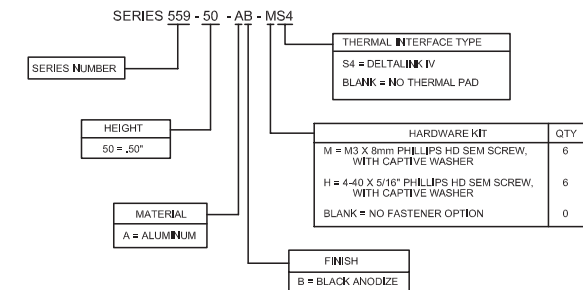 SERIES 559 - 50 - AB - MS4
THERMAL INTERFACE TYPE
S4 = DELTALINK IV
BLANK = NO THERMAL PAD
SERIES NUMBER
HEIGHT
50 = .50"
HARDWARE KIT QTY
M = M3 X 8mm PHILLIPS HD SEM SCREW, 6
WITH CAPTIVE WASHER
H = 4-40 X 5/16" PHILLIPS HD SEM SCREW, 6
WITH CAPTIVE WASHER
BLANK = NO FASTENER OPTION 0
MATERIAL
A = ALUMINUM
FINISH
B = BLACK ANODIZE